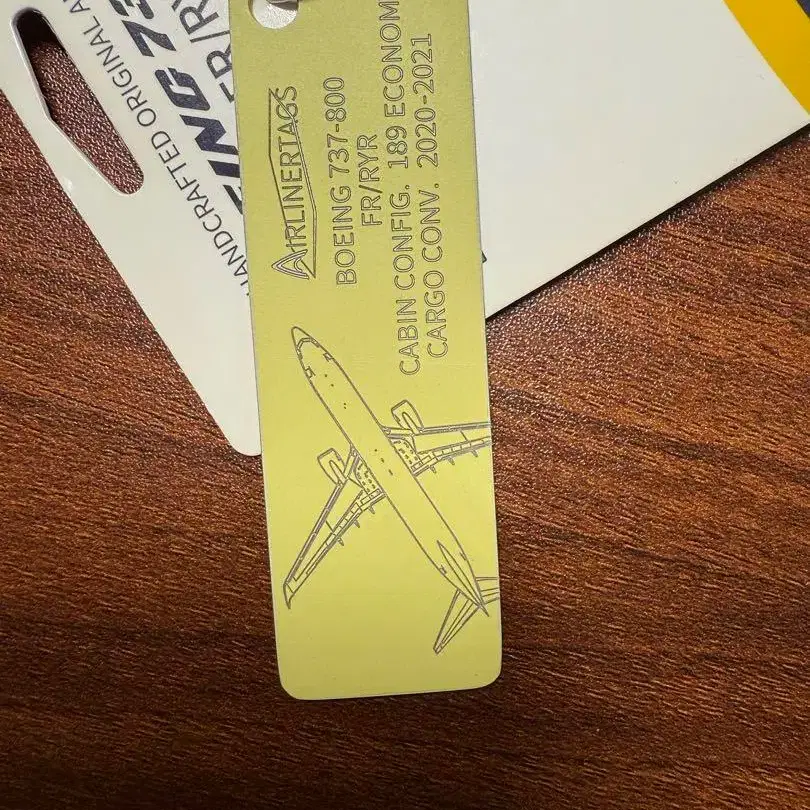 AIRLINERTAGS
BOEING 737-800
FR/RYR
CABIN CONFIG. 189 ECONOM
CARGO CONV. 2020-2021
HANDCRAFTED ORIGINAL